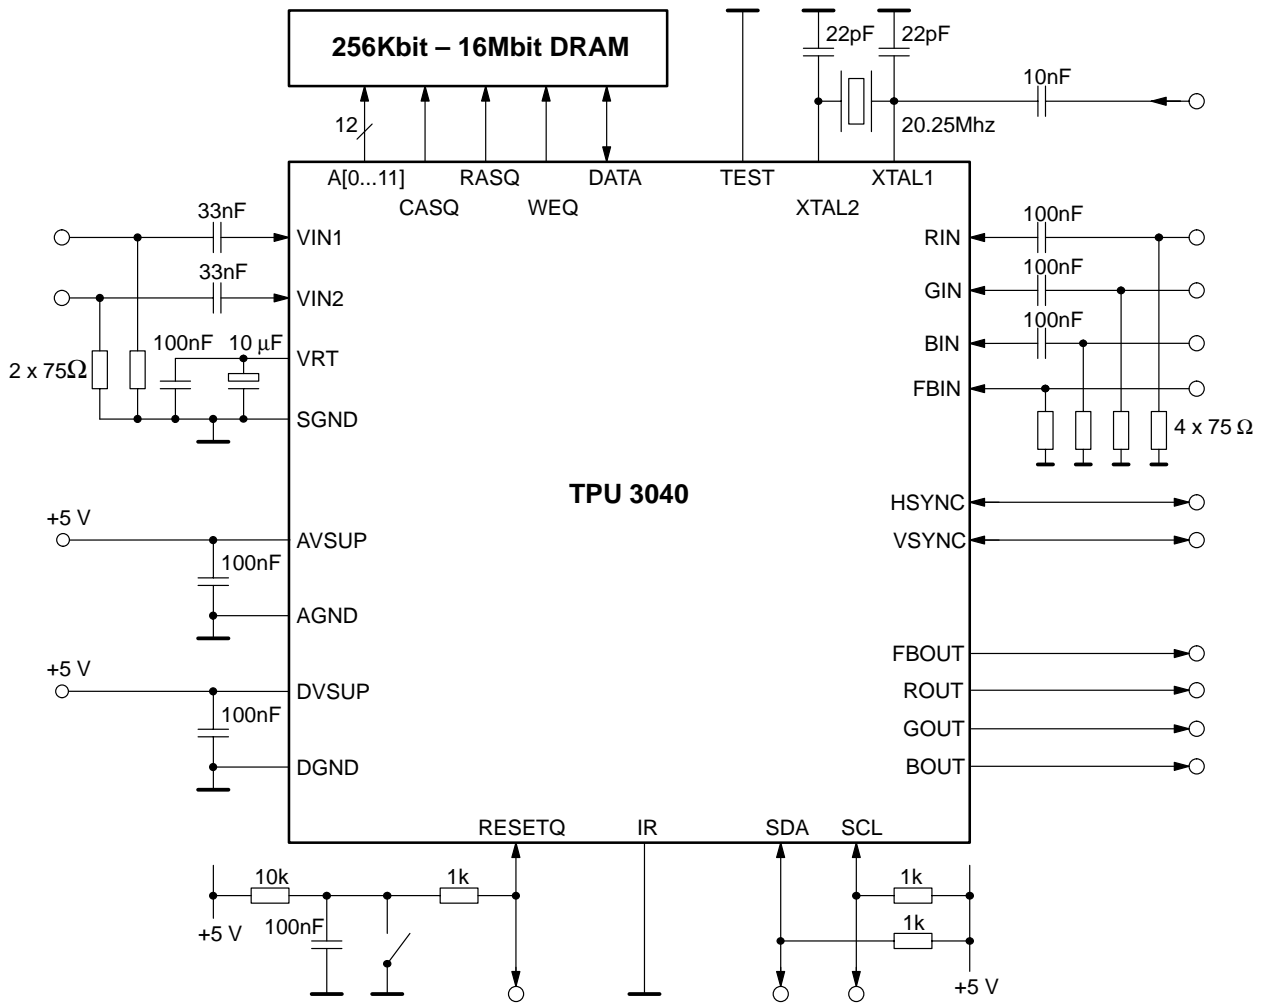 256Kbit – 16Mbit DRAM
22pF
22pF
10nF
12
20.25Mhz
A[0...11]
RASQ
DATA
TEST
XTAL1
CASQ
WEQ
XTAL2
33nF
VIN1
33nF
VIN2
100nF
10 µF
VRT
2 x 75Ω
SGND
100nF
RIN
100nF
GIN
100nF
BIN
FBIN
4 x 75 Ω
TPU 3040
HSYNC
VSYNC
+5 V
AVSUP
100nF
AGND
+5 V
DVSUP
100nF
DGND
FBOUT
ROUT
GOUT
BOUT
RESETQ
IR
SDA
SCL
10k
1k
1k
100nF
+5 V
1k
+5 V